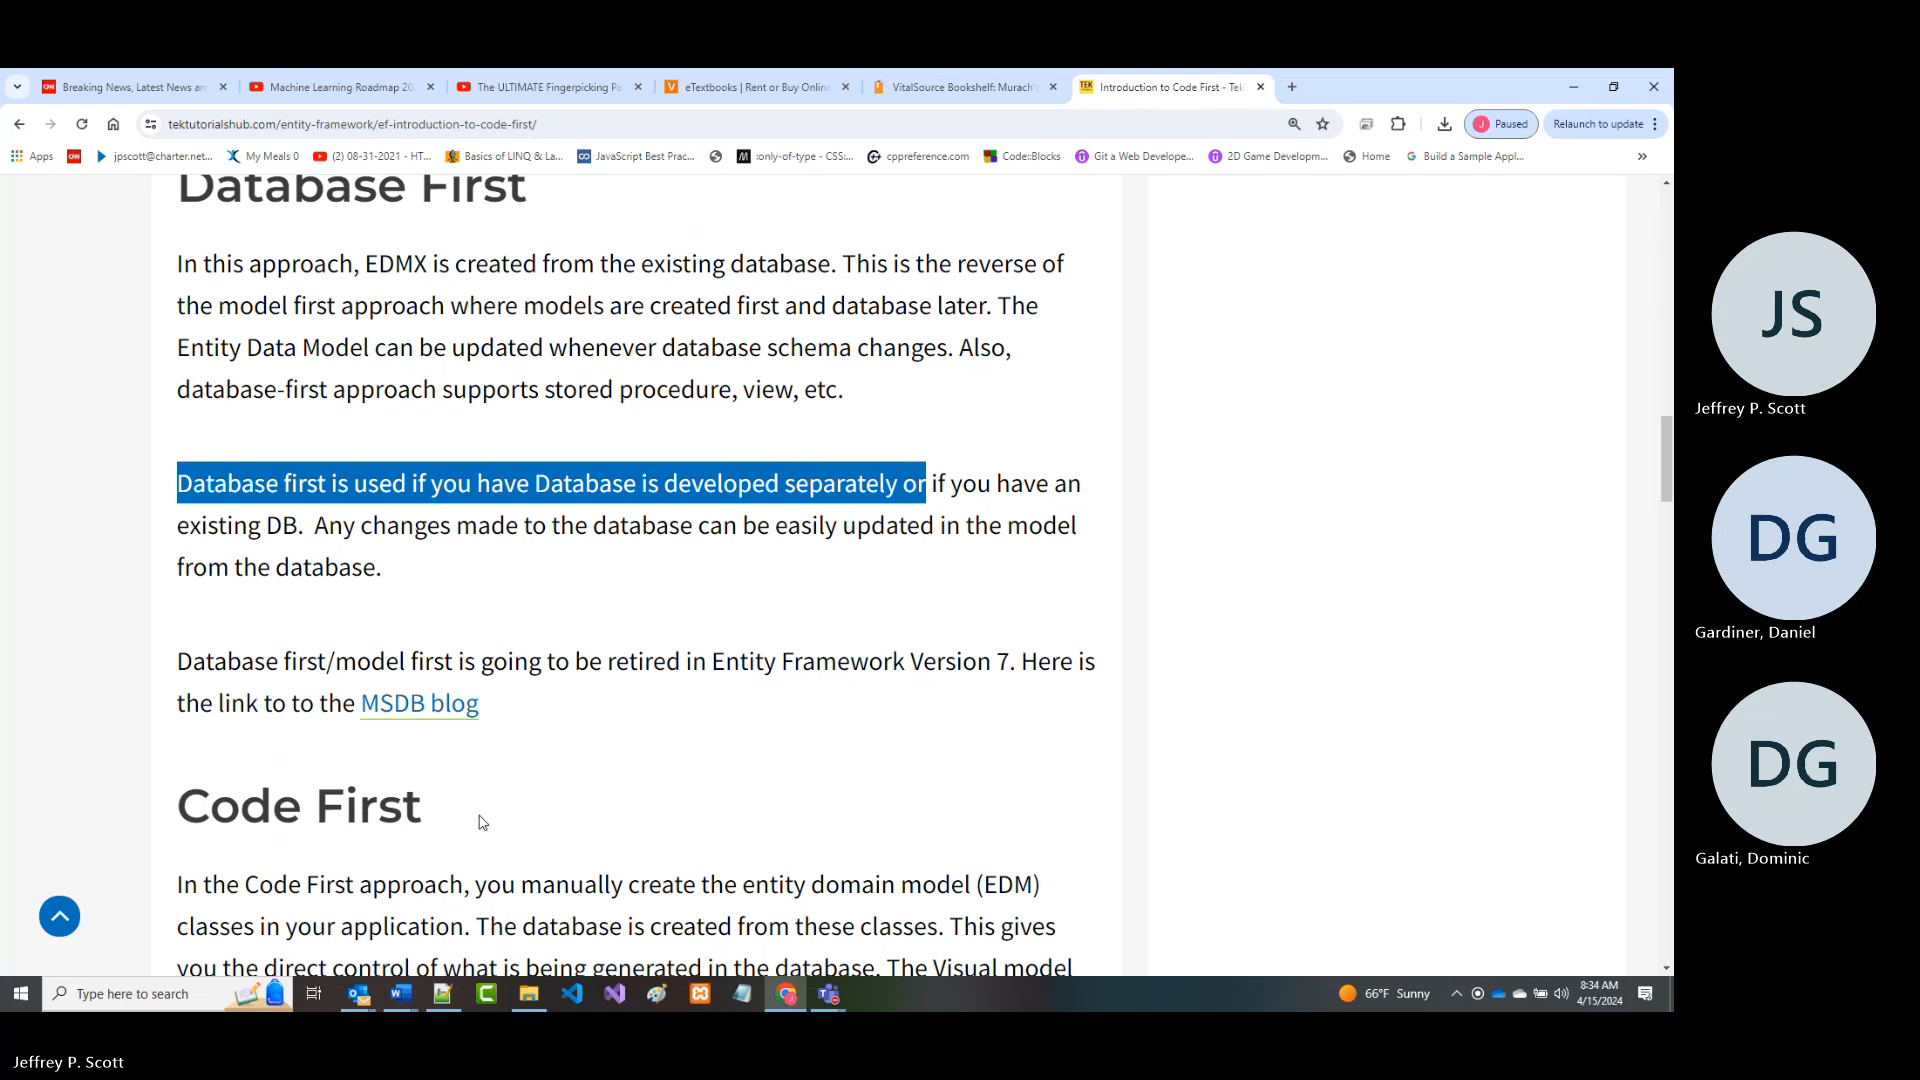 Breaking News, Latest News an
Machine Learning Roadmap 20
The ULTIMATE Fingerpicking Pa
eTextbooks | Rent or Buy Online
VitalSource Bookshelf: Murach'
Introduction to Code First - Tek
tektutorialshub.com/entity-framework/ef-introduction-to-code-first/
J Paused
Relaunch to update
Apps
CNN
jpscott@charter.net...
My Meals 0
(2) 08-31-2021 - HT...
Basics of LINQ & La...
JavaScript Best Prac...
:only-of-type - CSS:...
cppreference.com
Code::Blocks
Git a Web Develope...
2D Game Developm...
Home
Build a Sample Appl...
Database First
In this approach, EDMX is created from the existing database. This is the reverse of
the model first approach where models are created first and database later. The
Entity Data Model can be updated whenever database schema changes. Also,
database-first approach supports stored procedure, view, etc.
Database first is used if you have Database is developed separately or if you have an
existing DB.  Any changes made to the database can be easily updated in the model
from the database.
Database first/model first is going to be retired in Entity Framework Version 7. Here is
the link to to the MSDB blog
Code First
In the Code First approach, you manually create the entity domain model (EDM)
classes in your application. The database is created from these classes. This gives
you the direct control of what is being generated in the database. The Visual model
Type here to search
66°F Sunny
8:34 AM
4/15/2024
JS
Jeffrey P. Scott
DG
Gardiner, Daniel
DG
Galati, Dominic
Jeffrey P. Scott